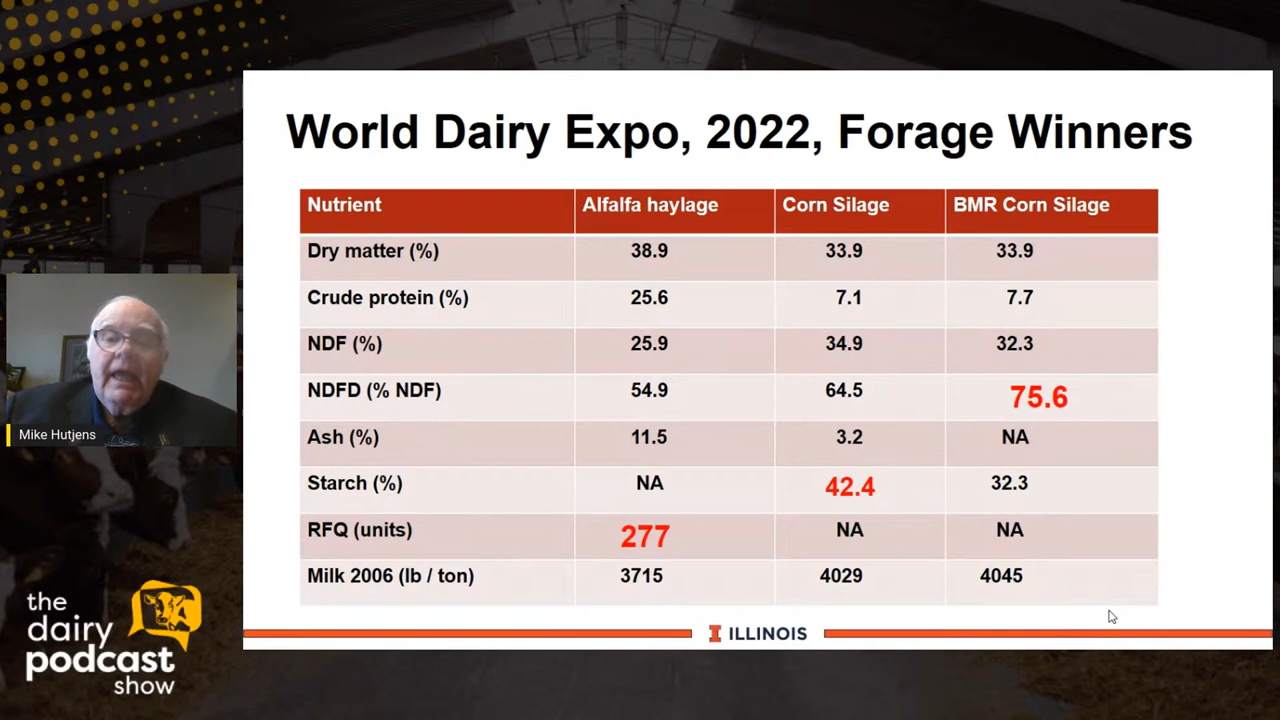 World Dairy Expo, 2022, Forage Winners
Nutrient Alfalfa haylage Corn Silage BMR Corn Silage
Dry matter (%) 38.9 33.9 33.9
Crude protein (%) 25.6 7.1 7.7
NDF (%) 25.9 34.9 32.3
NDFD (% NDF) 54.9 64.5 75.6
Ash (%) 11.5 3.2 NA
Starch (%) NA 42.4 32.3
RFQ (units) 277 NA NA
Milk 2006 (lb / ton) 3715 4029 4045
I ILLINOIS
Mike Hutjens
the
dairy
podcast
show